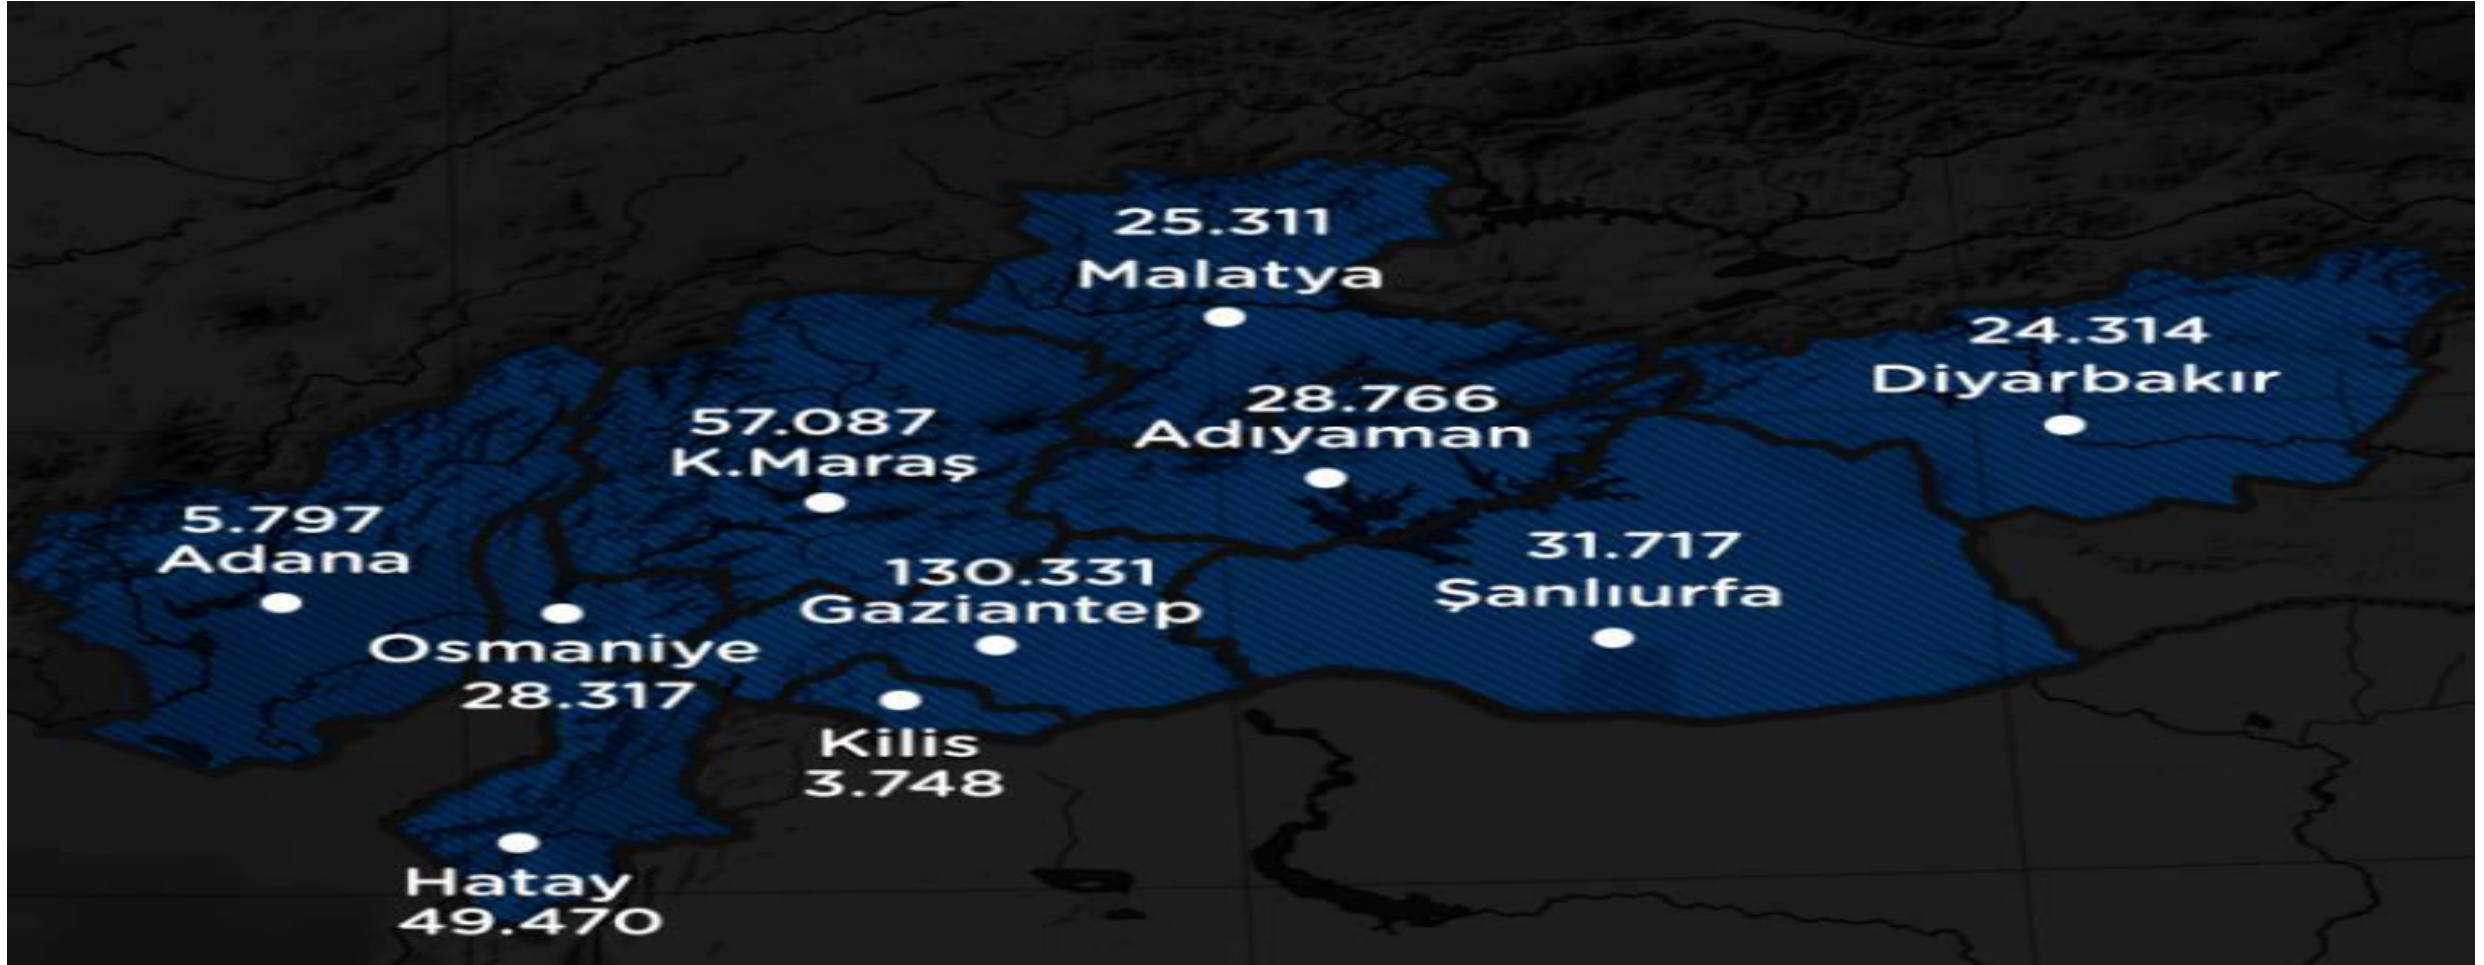 25.311
Malatya
24.314
Diyarbakır
28.766
Adıyaman
57.087
K.Maraş
5.797
Adana
31.717
Şanlıurfa
130.331
Gaziantep
Osmaniye
28.317
Kilis
3.748
Hatay
49.470